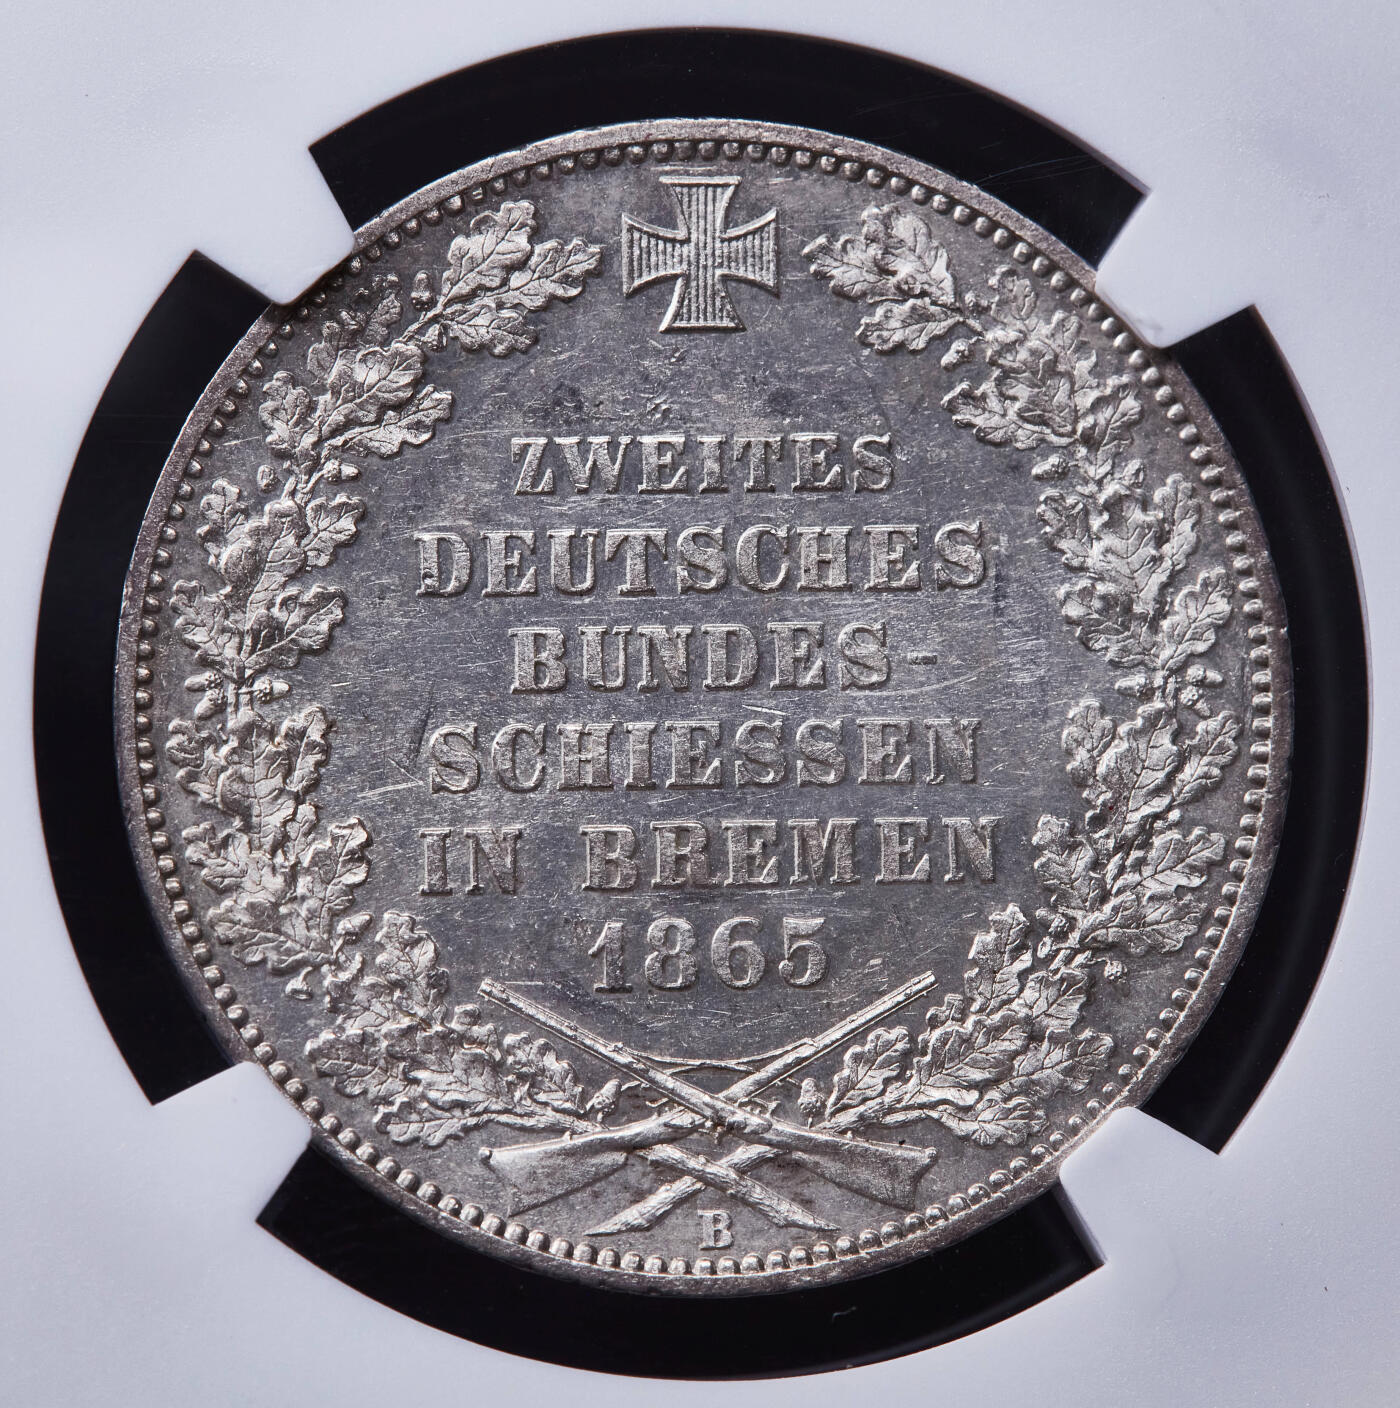 ZWEITES
DEUTSCHES
BUNDES-
SCHIESSEN
IN BREMEN
1865
B